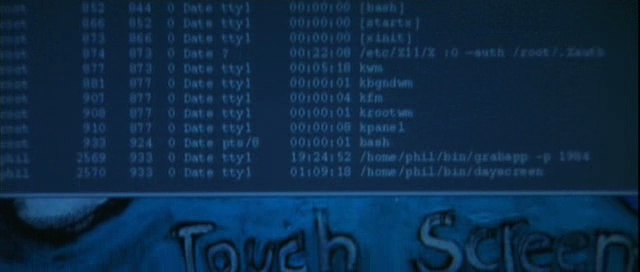 root 852 844 0 Date tty1 00:00:00 [bash]
root 866 852 0 Date tty1 00:00:00 [startx]
root 873 866 0 Date tty1 00:00:00 [xinit]
root 874 873 0 Date ? 00:22:08 /etc/X11/X :0 -auth /root/.Xauth
root 877 873 0 Date tty1 00:05:18 kwm
root 881 877 0 Date tty1 00:00:01 kbgndwm
root 907 877 0 Date tty1 00:00:04 kfm
root 908 877 0 Date tty1 00:00:01 krootwm
root 910 877 0 Date tty1 00:00:08 kpanel
root 933 924 0 Date pts/0 00:00:01 bash
phil 2569 933 0 Date tty1 19:24:52 /home/phil/bin/grabapp -p 1984
phil 2570 933 0 Date tty1 01:09:18 /home/phil/bin/dayscreen
Touch Screen